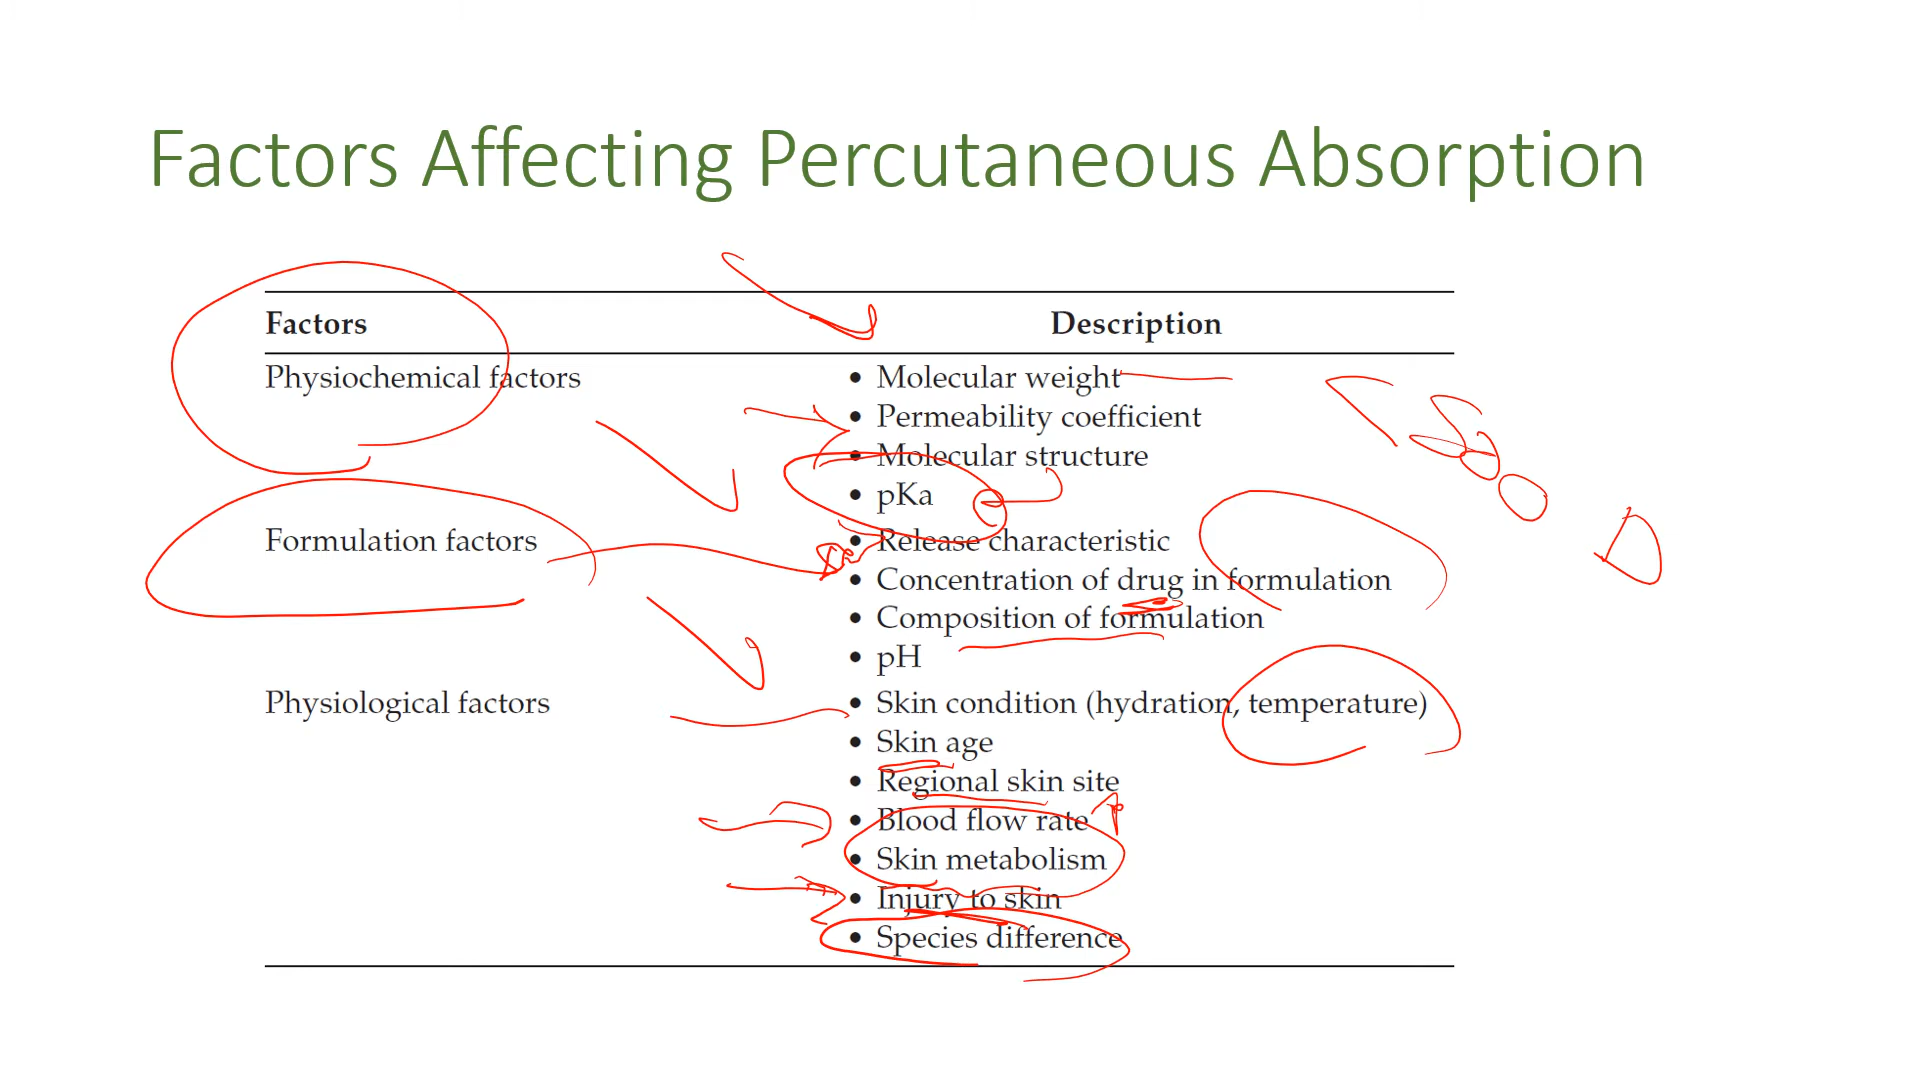 Factors Affecting Percutaneous Absorption
Factors Description
Physiochemical factors • Molecular weight
• Permeability coefficient
• Molecular structure
• pKa
Formulation factors • Release characteristic
• Concentration of drug in formulation
• Composition of formulation
• pH
Physiological factors • Skin condition (hydration, temperature)
• Skin age
• Regional skin site
• Blood flow rate
• Skin metabolism
• Injury to skin
• Species difference
<500 D